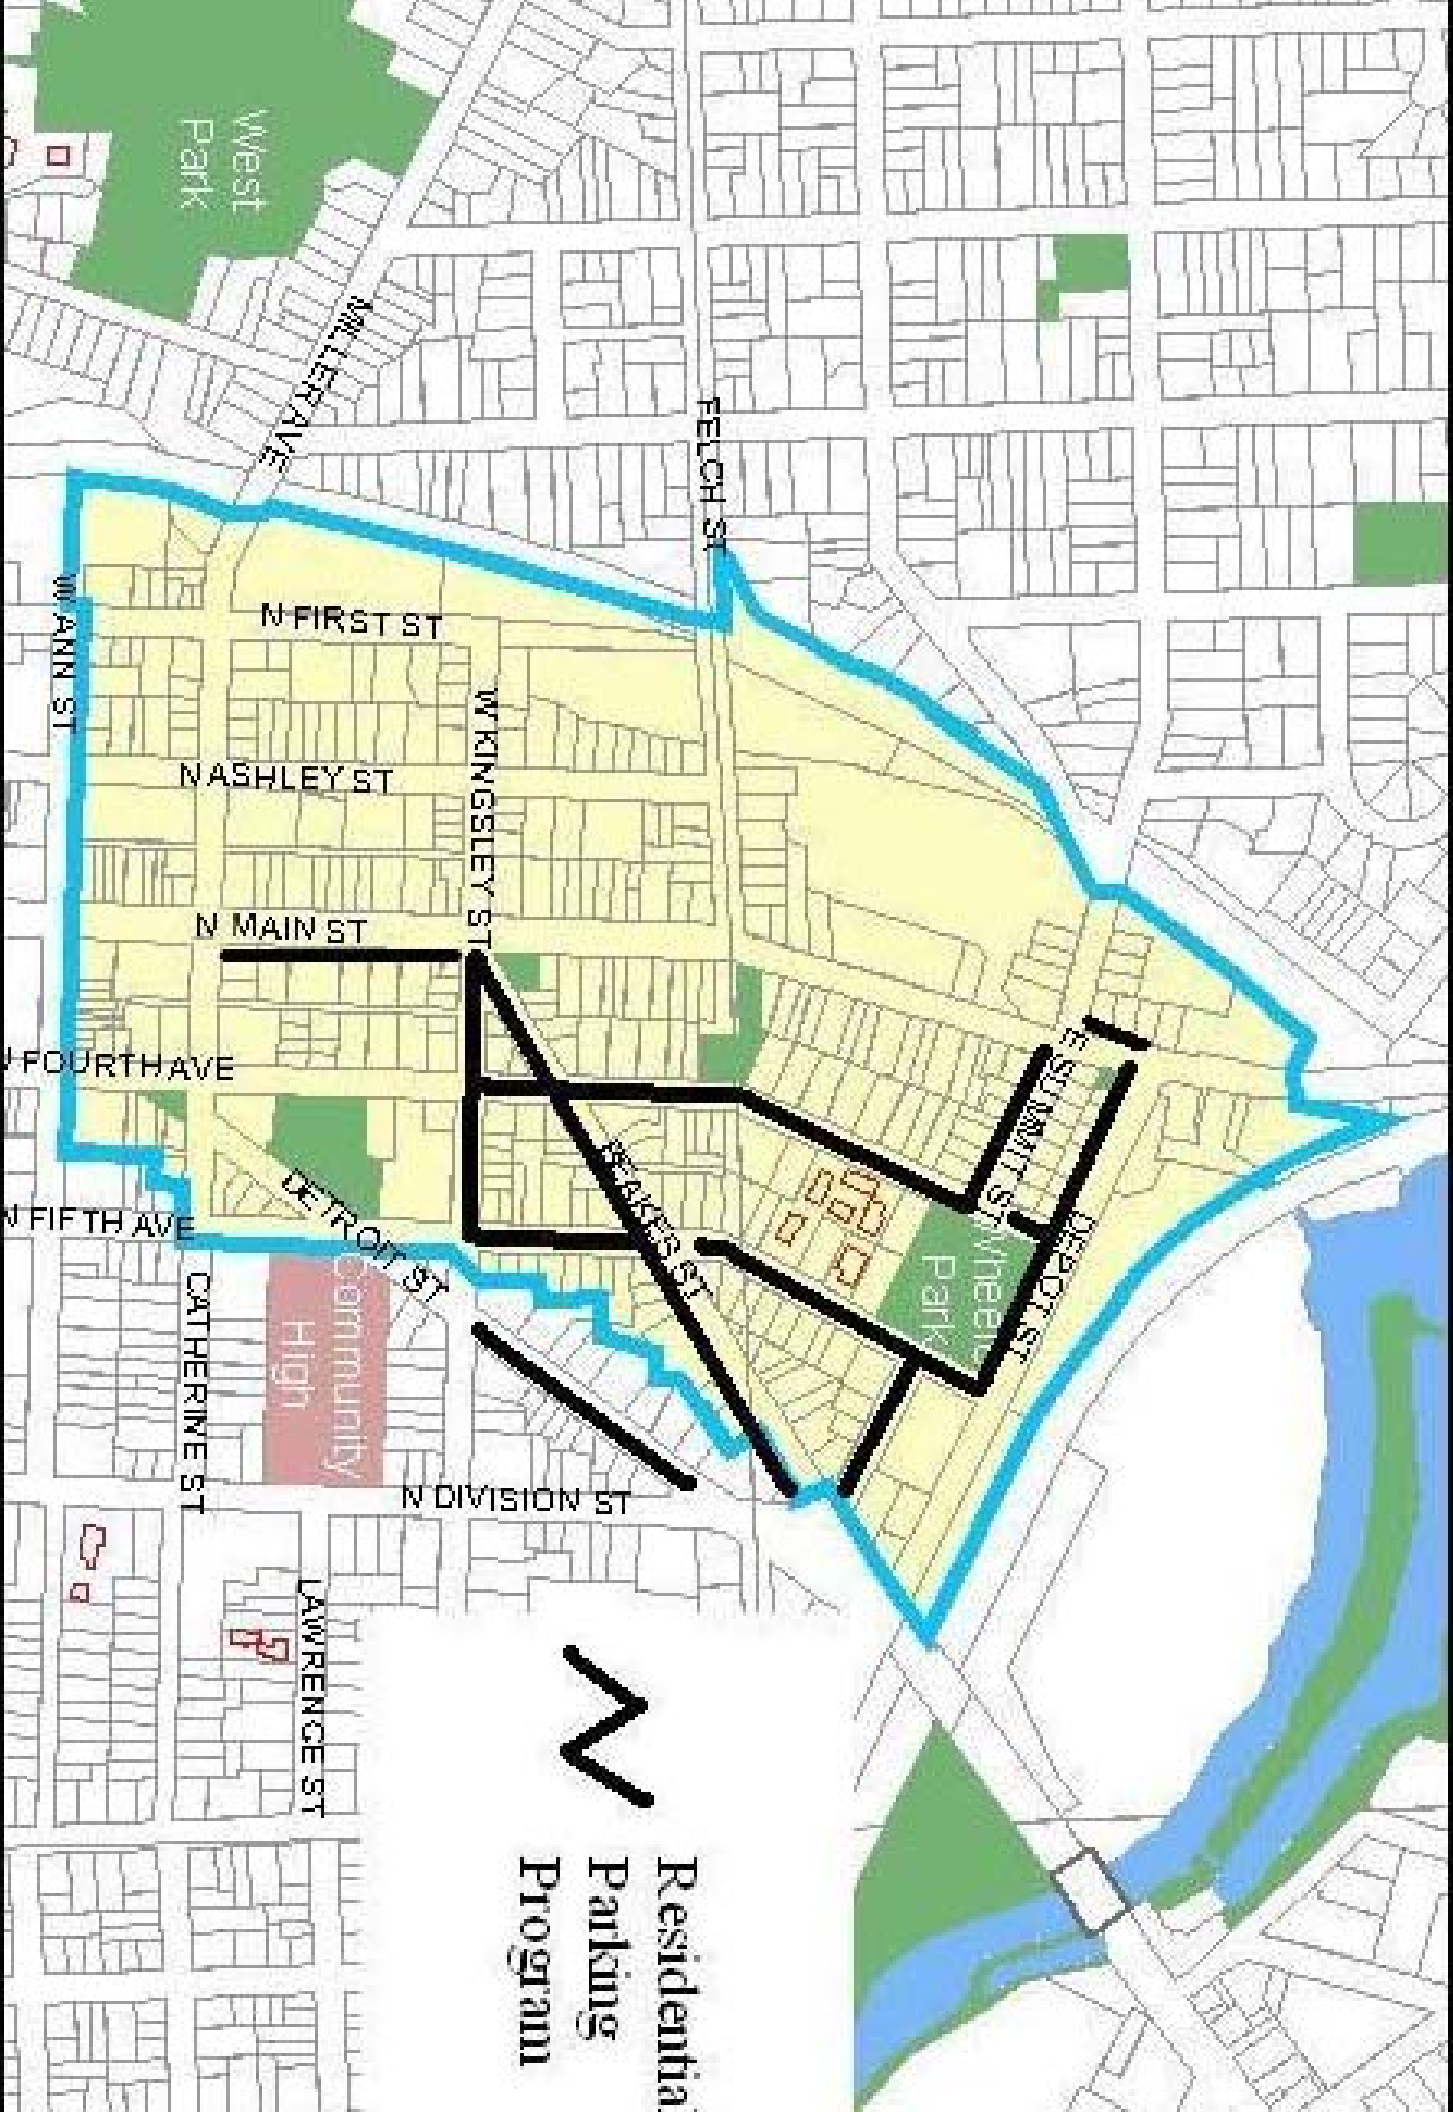 West
Park
MILLER AVE
FELCH ST
N FIRST ST
W ANN ST
W KINGSLEY ST
N ASHLEY ST
N MAIN ST
E SUMMIT ST
N FOURTH AVE
BEAKES ST
DETROIT ST
DEPOT ST
Park
N FIFTH AVE
CATHERINE ST
Community
High
N DIVISION ST
LAWRENCE ST
Residential
Parking
Program